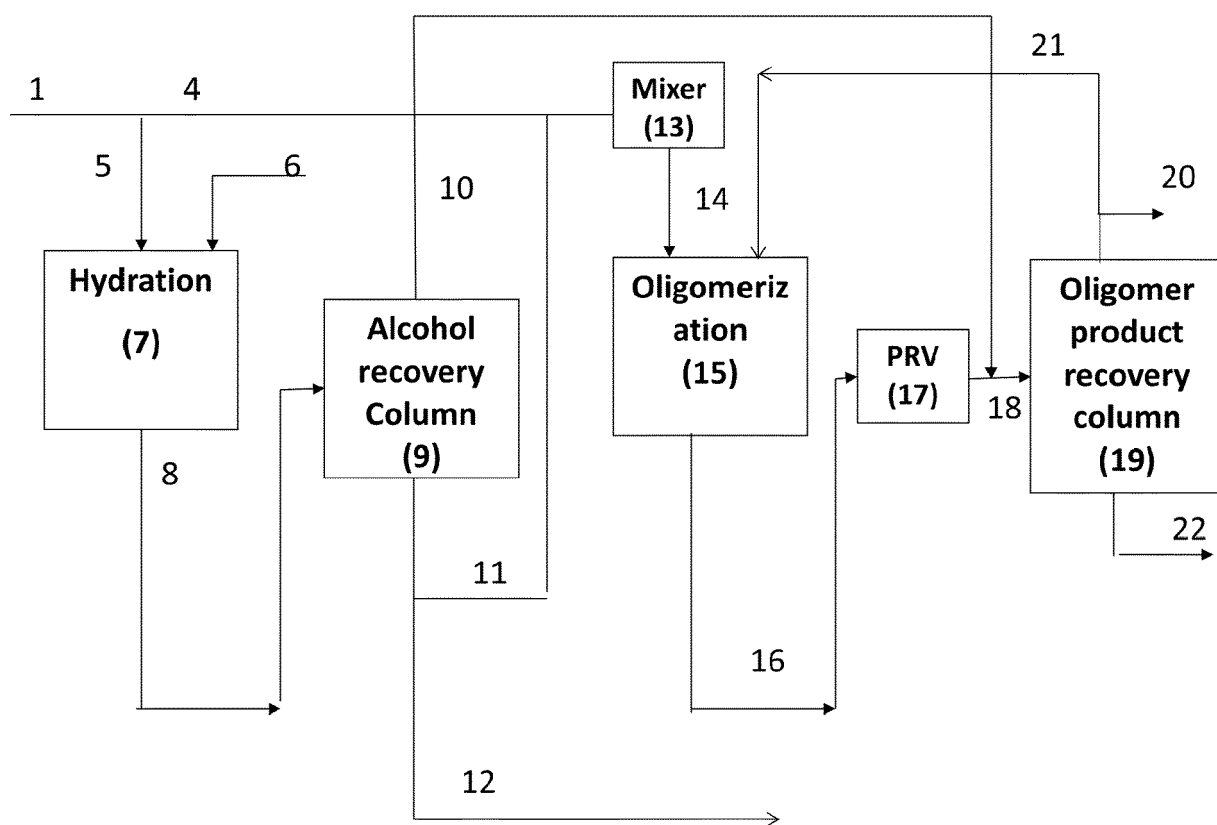 1
4
21
Mixer
(13)
5
6
10
14
20
Hydration
(7)
Alcohol
recovery
Column
(9)
Oligomeriz
ation
(15)
PRV
(17)
18
Oligomer
product
recovery
column
(19)
8
11
16
22
12